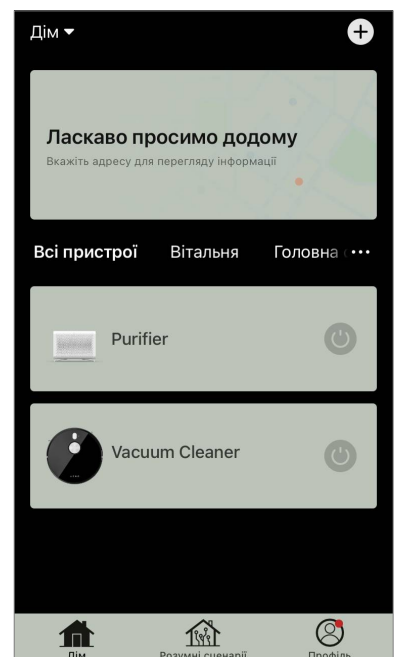 Дім
Ласкаво просимо додому
Вкажіть адресу для перегляду інформації
Всі пристрої Вітальня Головна
Purifier
Vacuum Cleaner
Дім Розумні сценарії Профіль